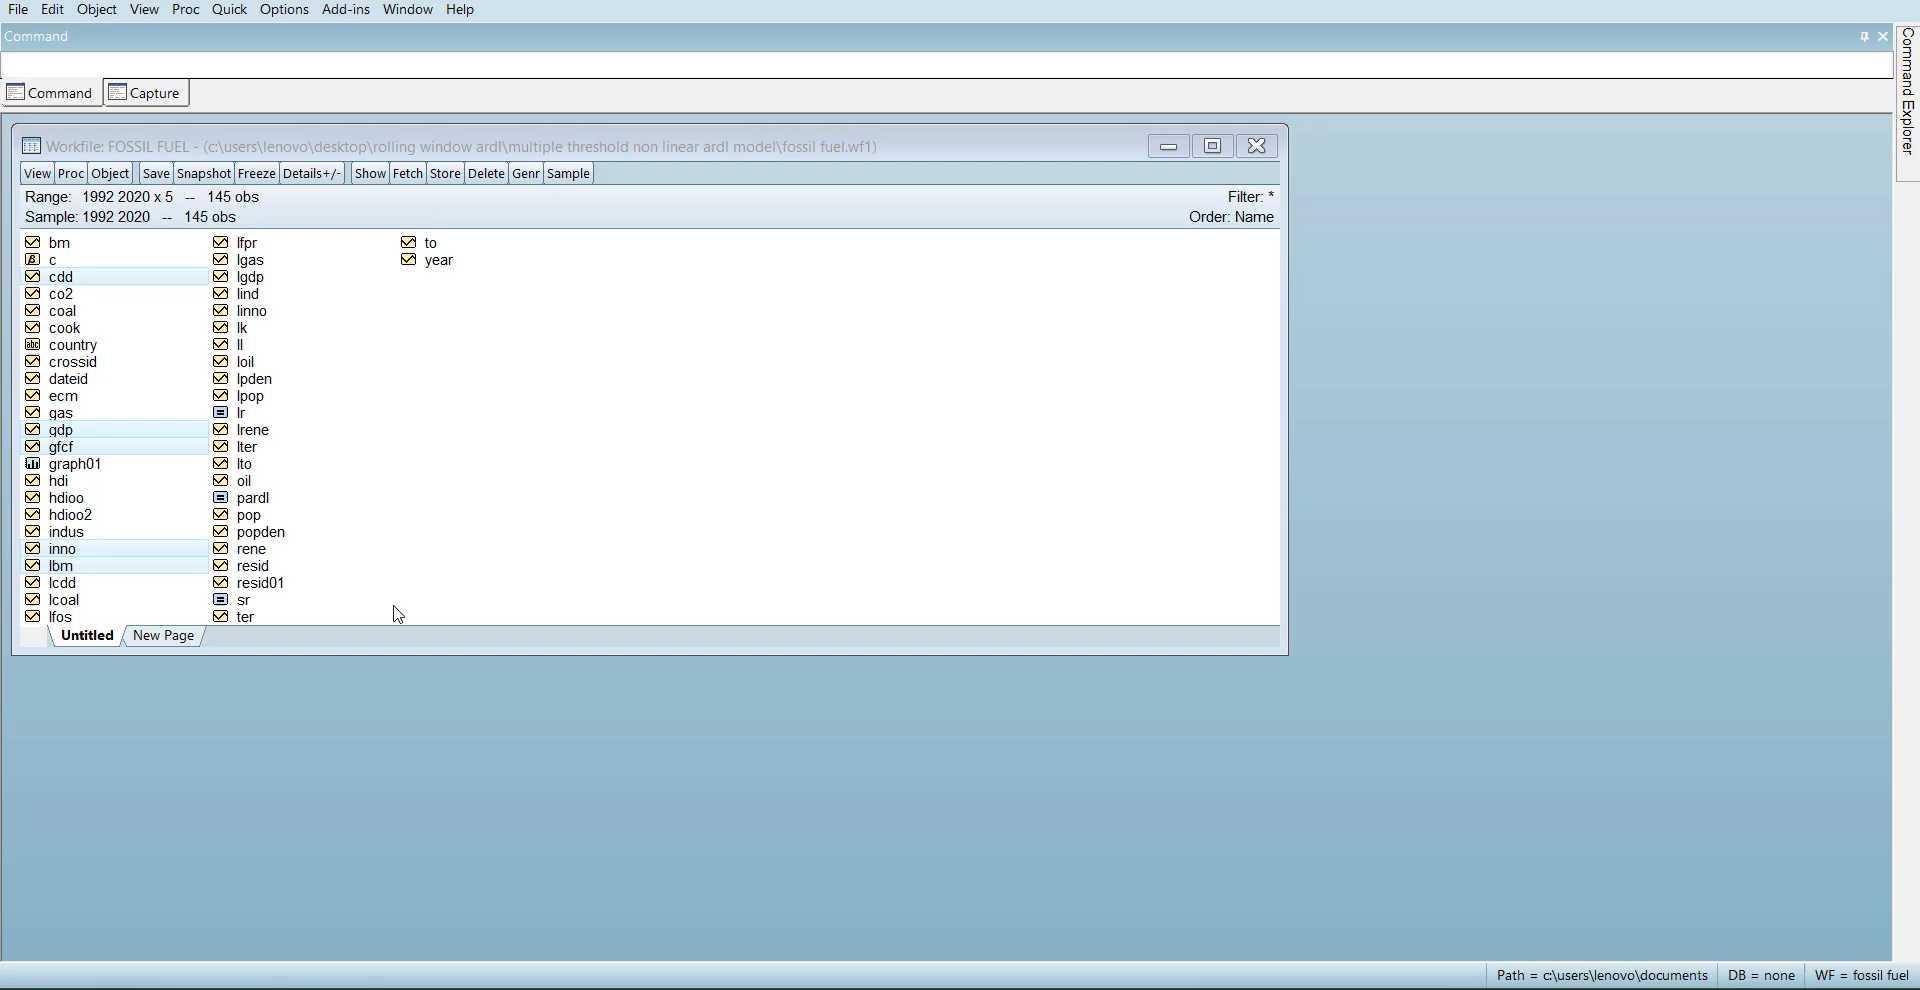 File Edit Object View Proc Quick Options Add-ins Window Help
Command
Command Capture
Command Explorer
Workfile: FOSSIL FUEL - (c:\users\lenovo\desktop\rolling window ardl\multiple threshold non linear ardl model\fossil fuel.wf1)
View Proc Object Save Snapshot Freeze Details+/- Show Fetch Store Delete Genr Sample
Range: 1992 2020 x 5 -- 145 obs Filter: *
Sample: 1992 2020 -- 145 obs Order: Name
bm
c
cdd
co2
coal
cook
abc country
crossid
dateid
ecm
gas
gdp
gfcf
graph01
hdi
hdioo
hdioo2
indus
inno
lbm
lcdd
lcoal
lfos
lfpr
lgas
lgdp
lind
linno
lk
ll
loil
lpden
lpop
lr
lrene
lter
lto
oil
pardl
pop
popden
rene
resid
resid01
sr
ter
to
year
Untitled New Page
Path = c:\users\lenovo\documents DB = none WF = fossil fuel